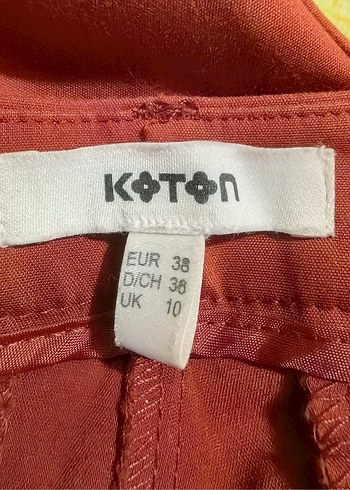 KOTON
EUR 38
D/CH 36
UK 10